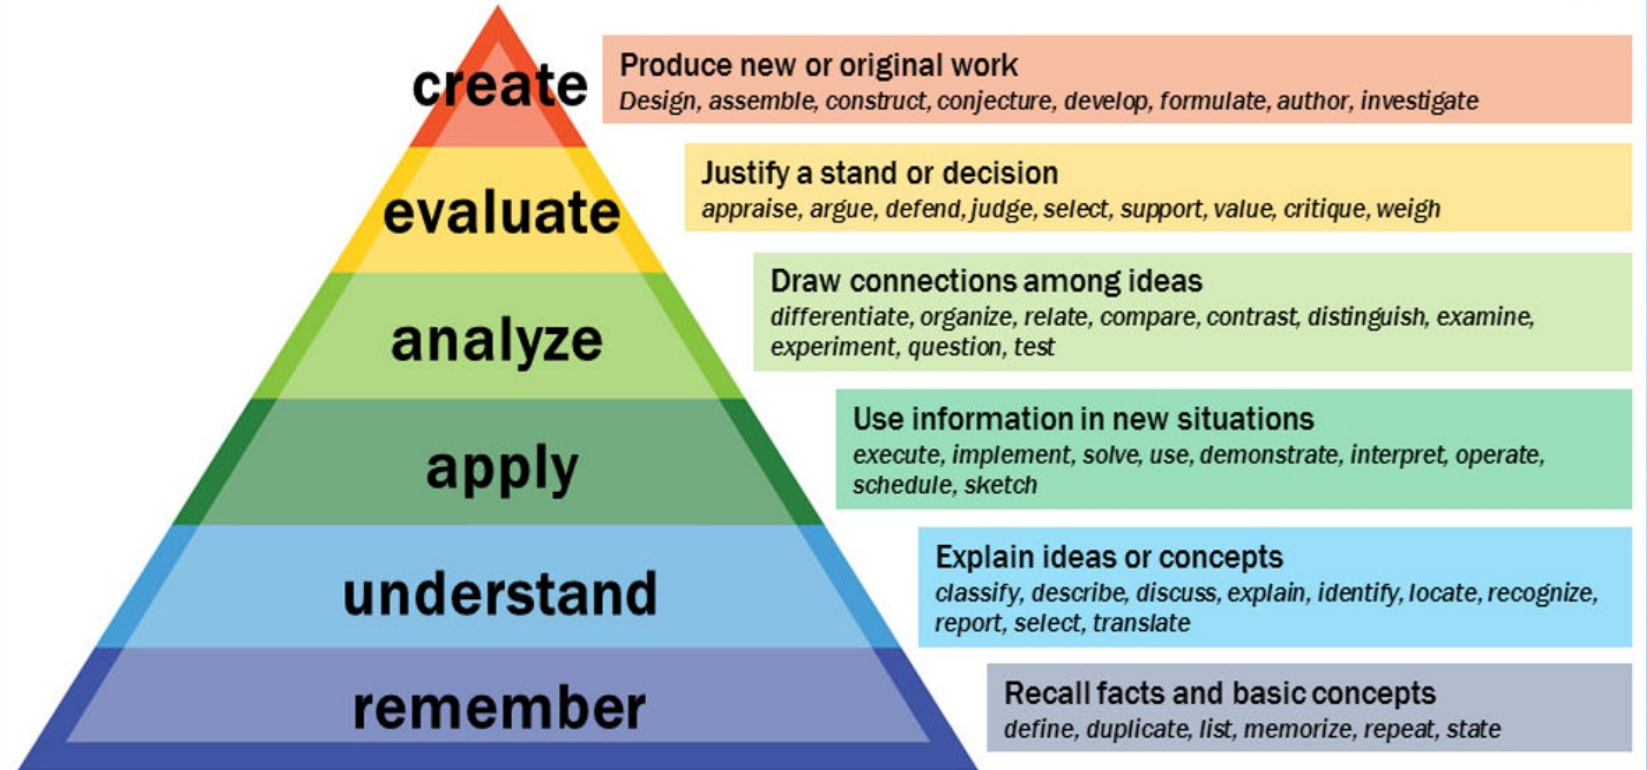 create
Produce new or original work
Design, assemble, construct, conjecture, develop, formulate, author, investigate
evaluate
Justify a stand or decision
appraise, argue, defend, judge, select, support, value, critique, weigh
analyze
Draw connections among ideas
differentiate, organize, relate, compare, contrast, distinguish, examine,
experiment, question, test
apply
Use information in new situations
execute, implement, solve, use, demonstrate, interpret, operate,
schedule, sketch
understand
Explain ideas or concepts
classify, describe, discuss, explain, identify, locate, recognize,
report, select, translate
remember
Recall facts and basic concepts
define, duplicate, list, memorize, repeat, state